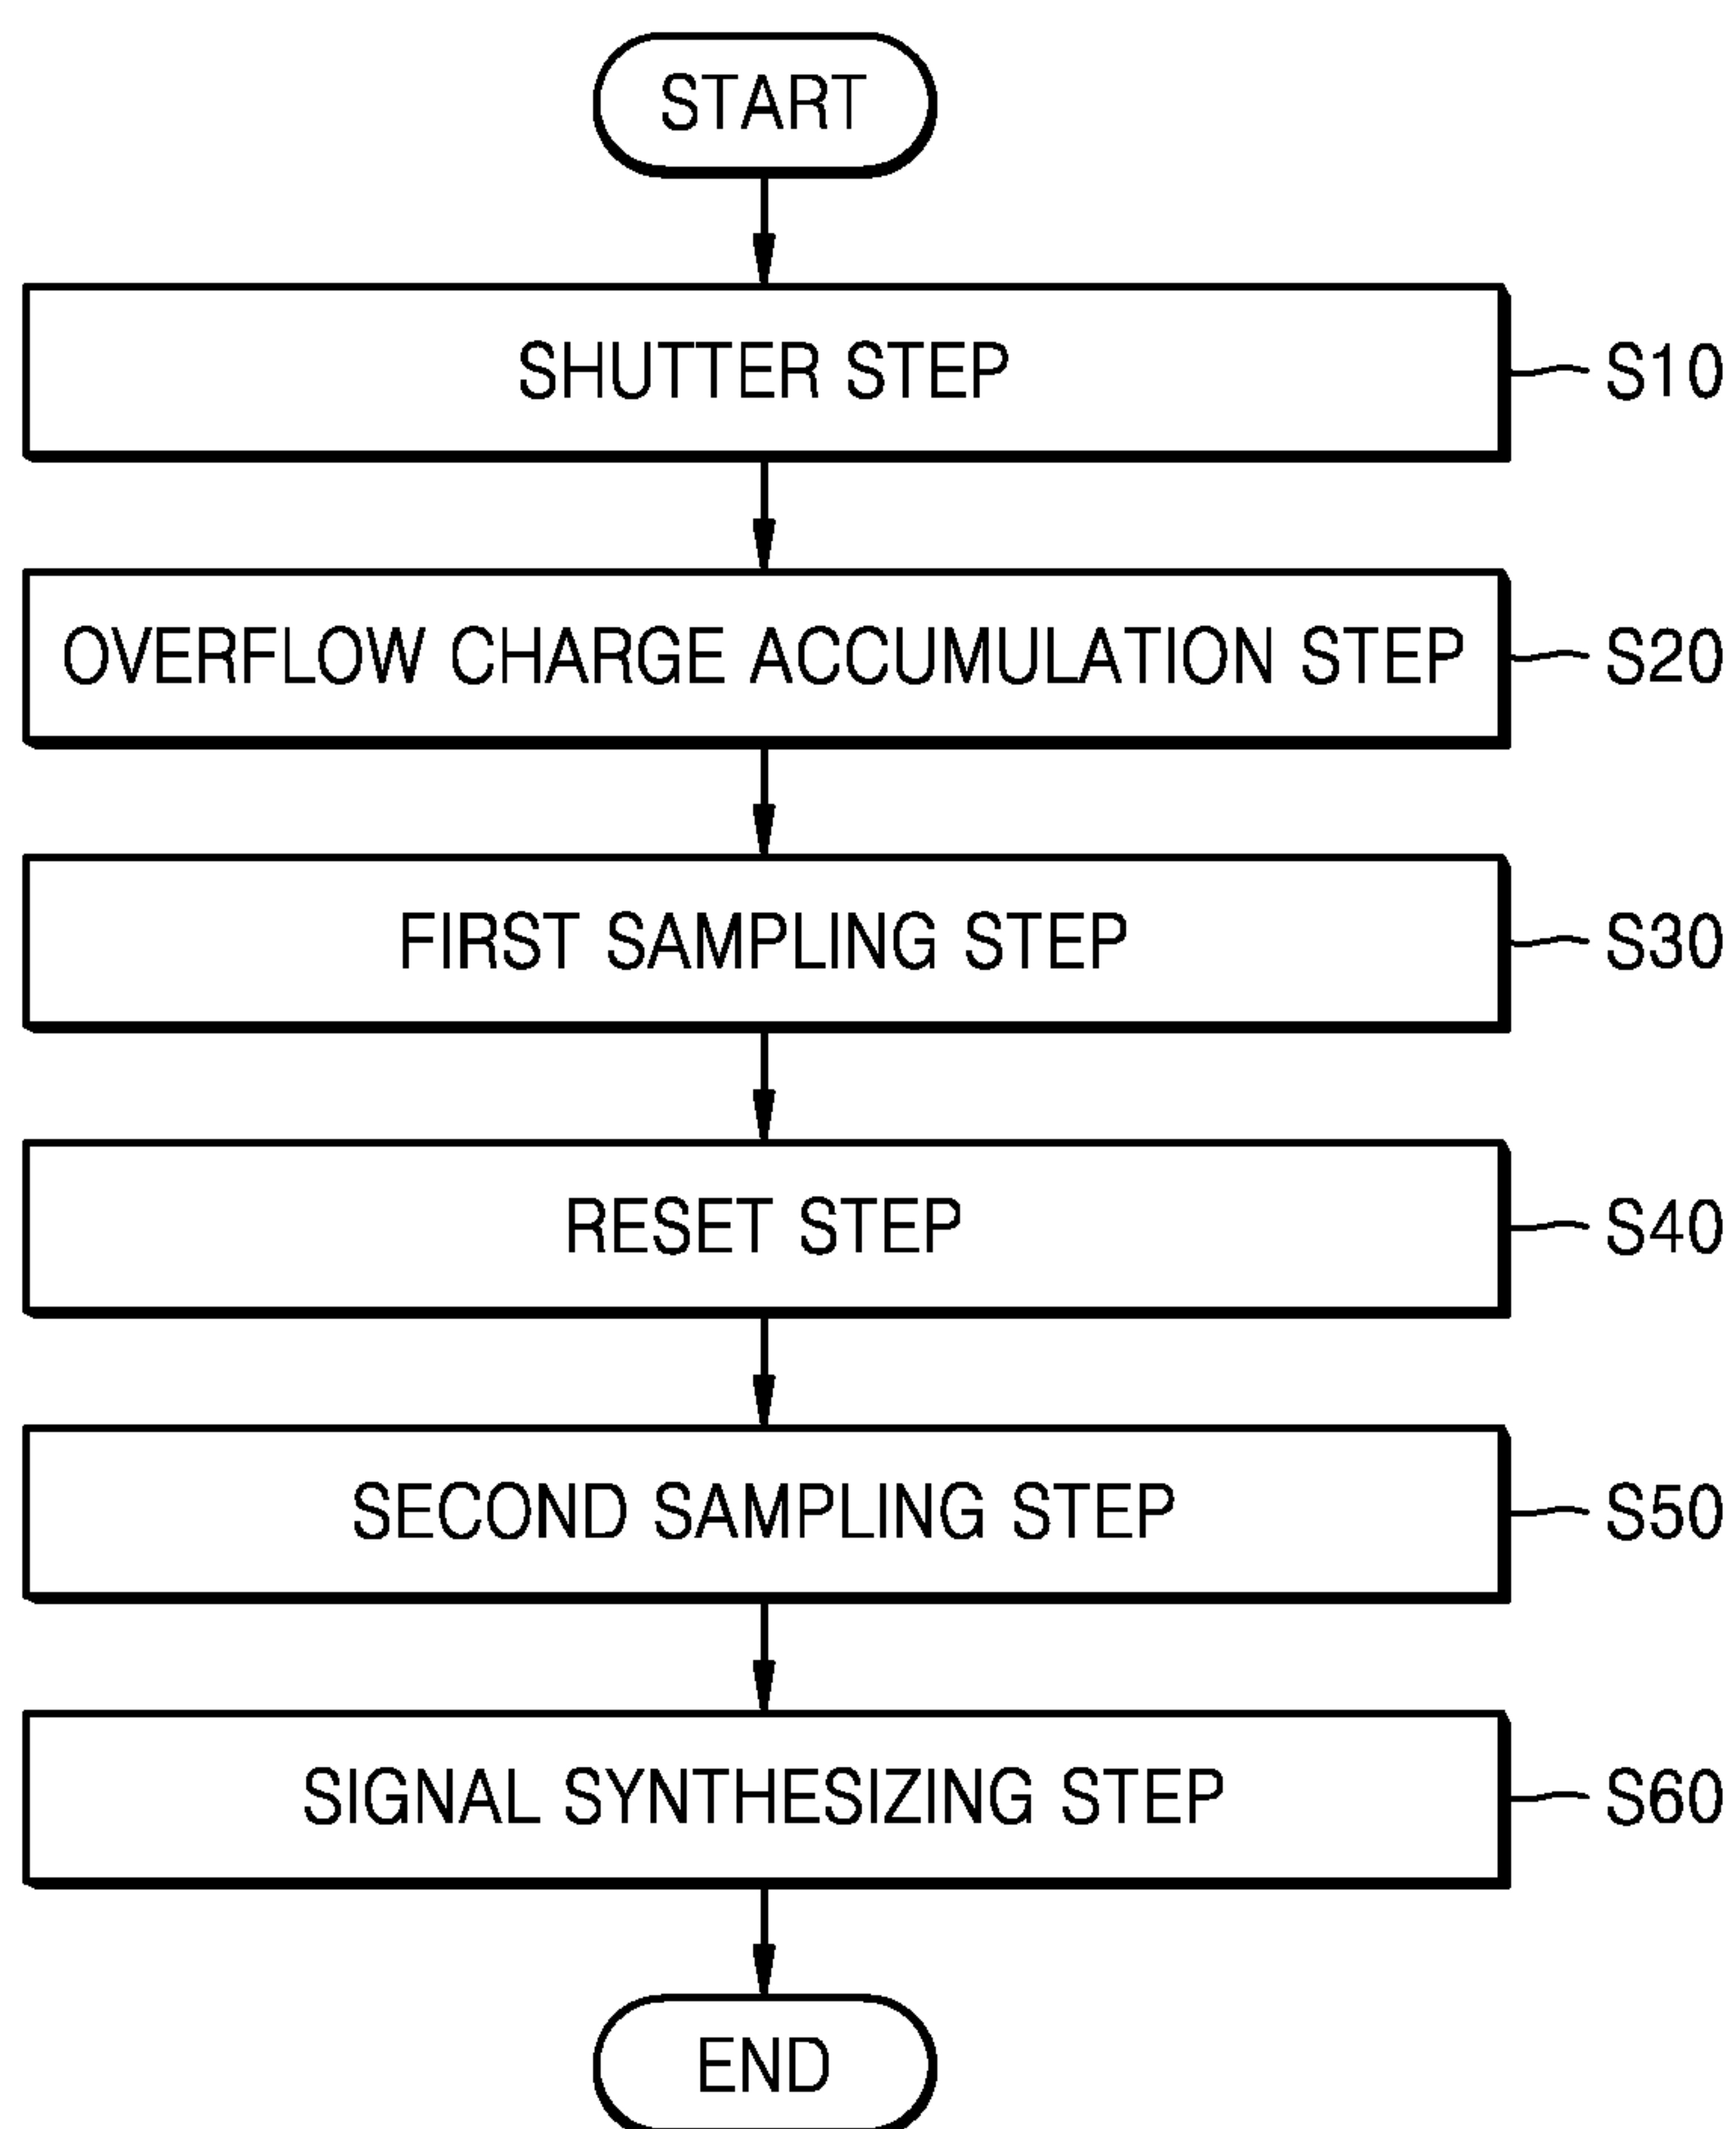 START
SHUTTER STEP S10
OVERFLOW CHARGE ACCUMULATION STEP S20
FIRST SAMPLING STEP S30
RESET STEP S40
SECOND SAMPLING STEP S50
SIGNAL SYNTHESIZING STEP S60
END